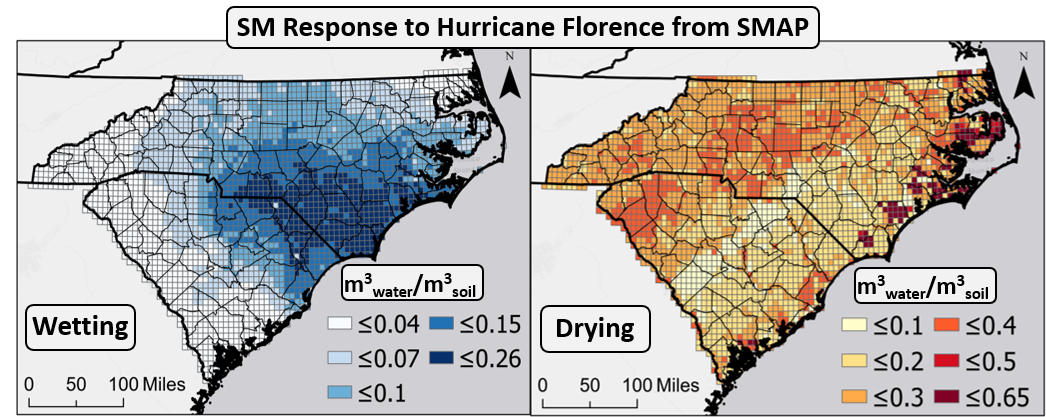 SM Response to Hurricane Florence from SMAP
N
m³water/m³soil
Wetting
≤0.04 ≤0.15
≤0.07 ≤0.26
≤0.1
0 50 100 Miles
N
m³water/m³soil
Drying
≤0.1 ≤0.4
≤0.2 ≤0.5
≤0.3 ≤0.65
0 50 100 Miles